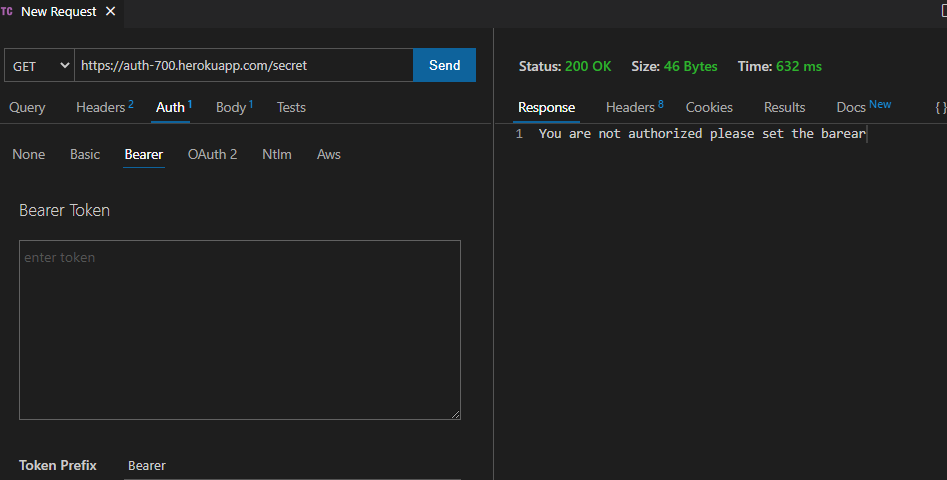 TC New Request
GET https://auth-700.herokuapp.com/secret Send
Query Headers 2 Auth 1 Body 1 Tests
None Basic Bearer OAuth 2 Ntlm Aws
Bearer Token
enter token
Token Prefix Bearer
Status: 200 OK Size: 46 Bytes Time: 632 ms
Response Headers 8 Cookies Results Docs New { }
1 You are not authorized please set the barear